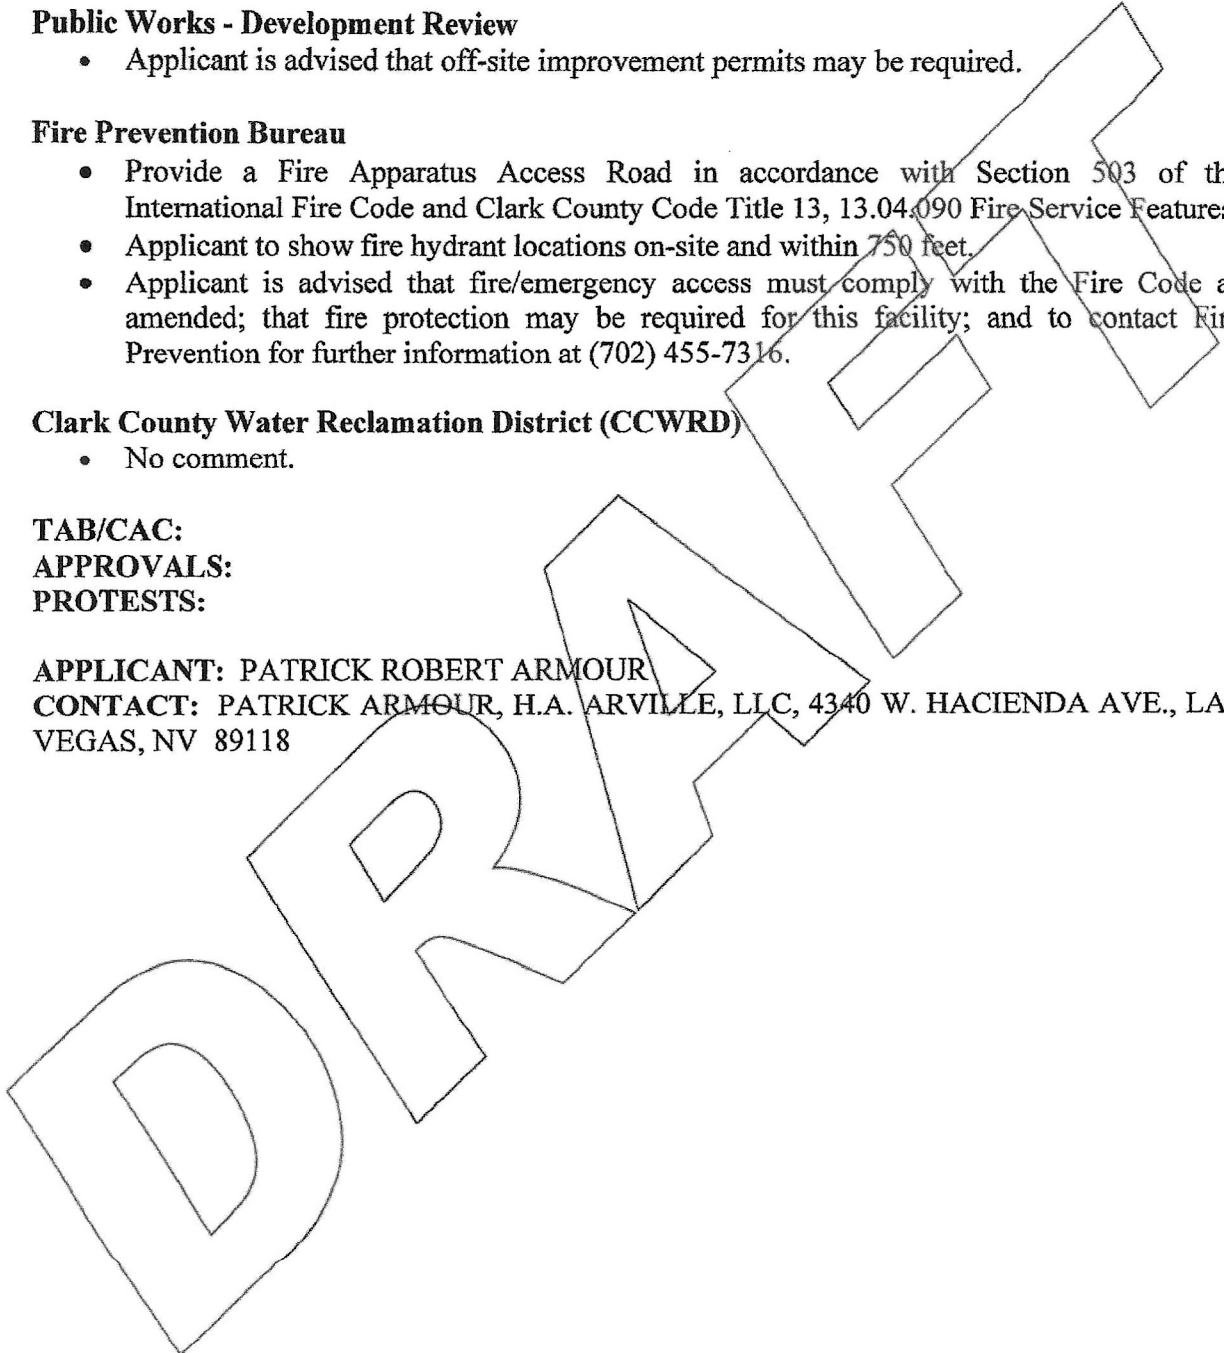 Public Works - Development Review
• Applicant is advised that off-site improvement permits may be required.
Fire Prevention Bureau
• Provide a Fire Apparatus Access Road in accordance with Section 503 of th
International Fire Code and Clark County Code Title 13, 13.04.090 Fire Service Features
• Applicant to show fire hydrant locations on-site and within 750 feet.
• Applicant is advised that fire/emergency access must comply with the Fire Code a
amended; that fire protection may be required for this facility; and to contact Fir
Prevention for further information at (702) 455-7316.
Clark County Water Reclamation District (CCWRD)
• No comment.
TAB/CAC:
APPROVALS:
PROTESTS:
APPLICANT: PATRICK ROBERT ARMOUR
CONTACT: PATRICK ARMOUR, H.A. ARVILLE, LLC, 4340 W. HACIENDA AVE., LA
VEGAS, NV 89118
DRAFT